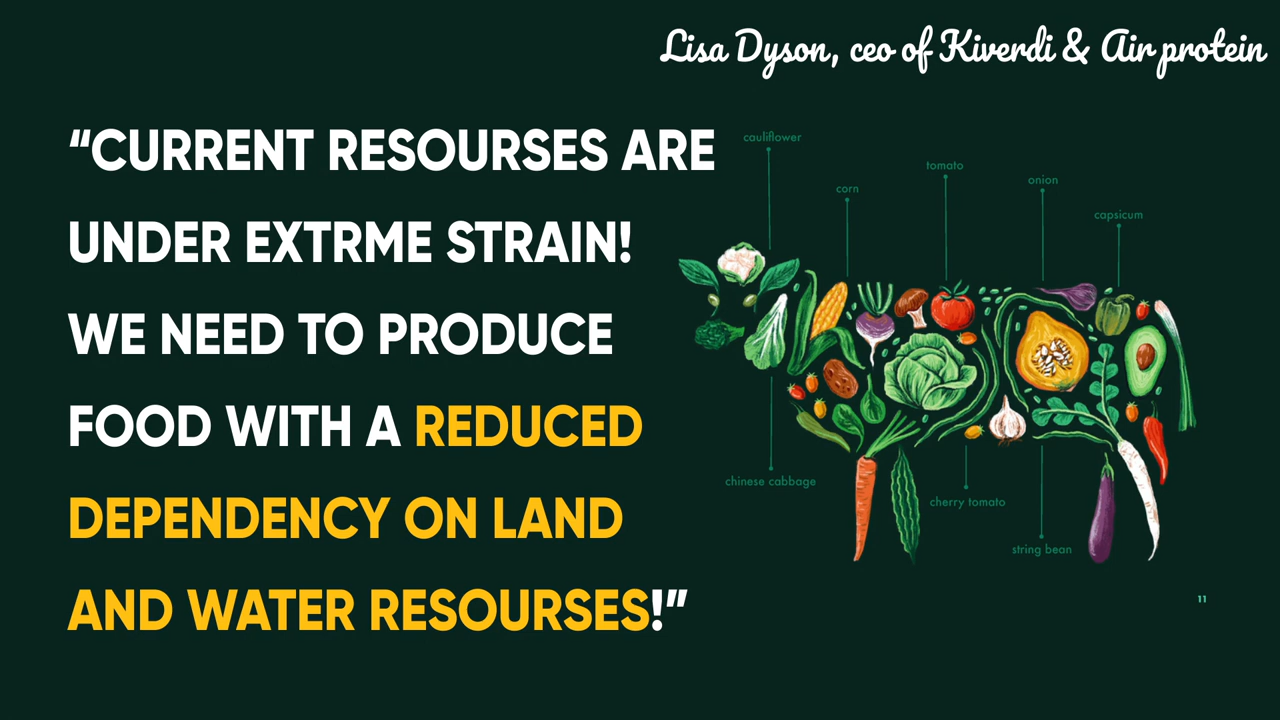 Lisa Dyson, ceo of Kiverdi & Air protein
“CURRENT RESOURSES ARE
UNDER EXTRME STRAIN!
WE NEED TO PRODUCE
FOOD WITH A REDUCED
DEPENDENCY ON LAND
AND WATER RESOURSES!”
cauliflower
corn
tomato
onion
capsicum
chinese cabbage
cherry tomato
string bean
11